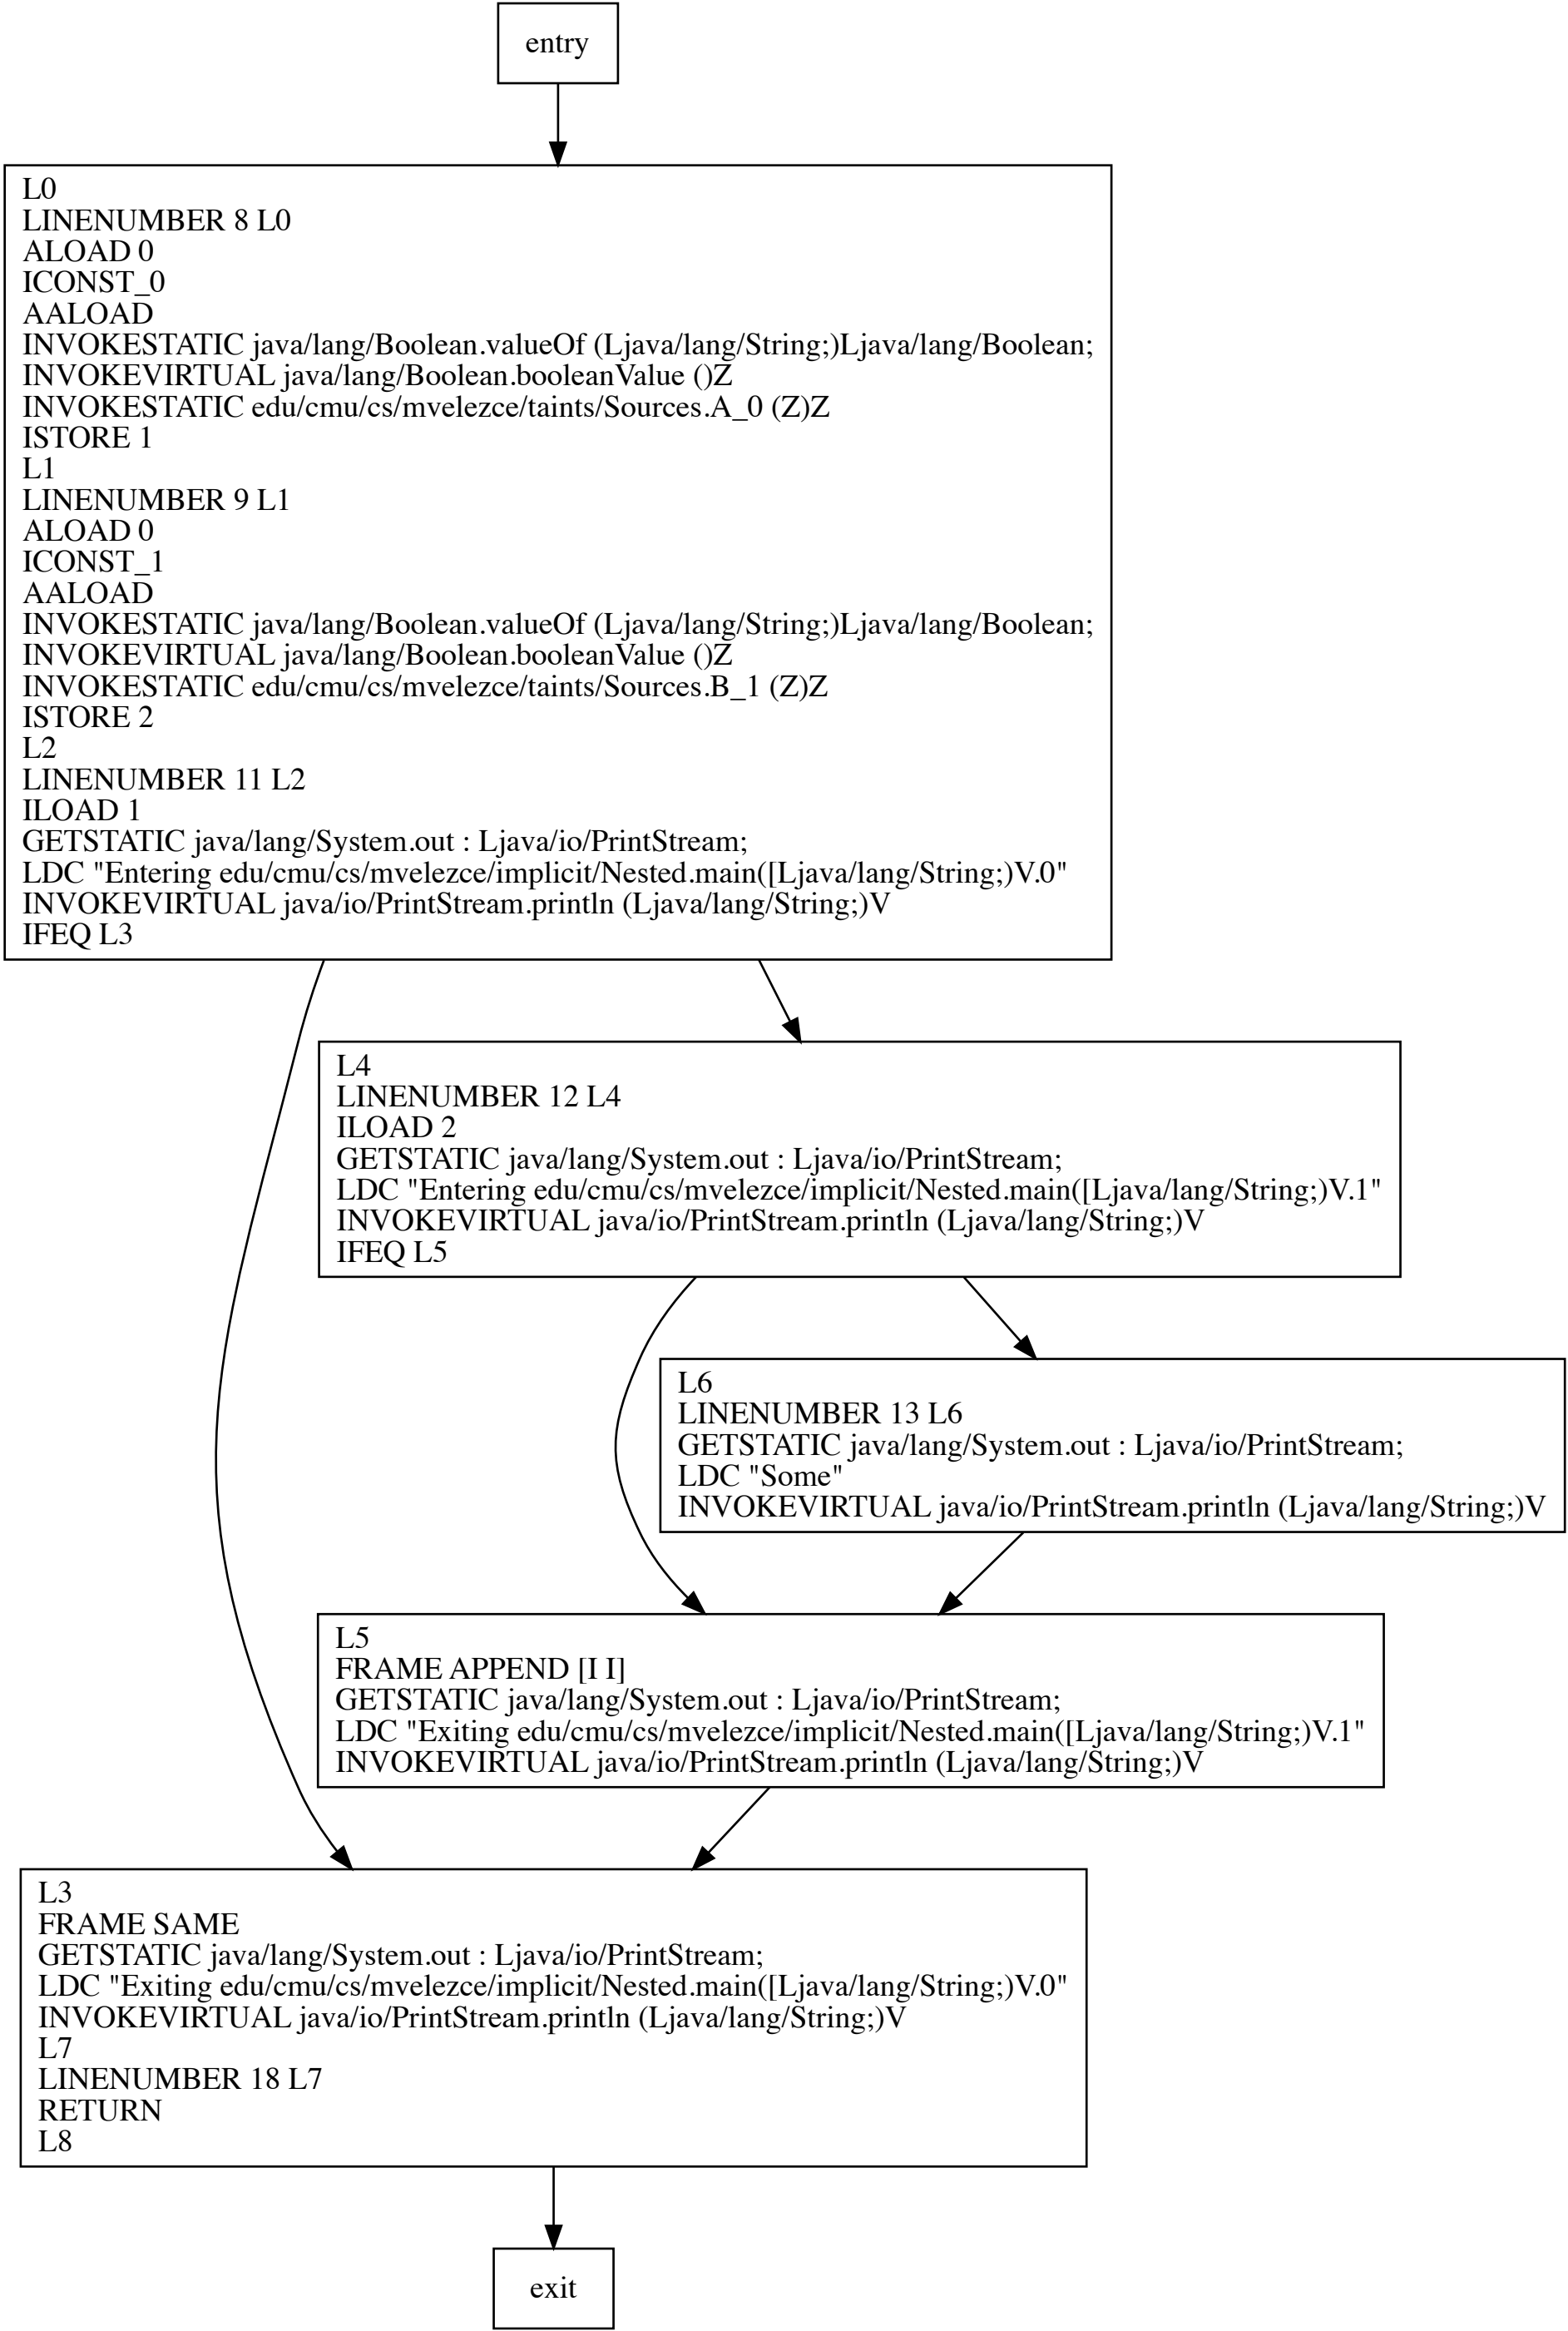 entry
L0
LINENUMBER 8 L0
ALOAD 0
ICONST_0
AALOAD
INVOKESTATIC java/lang/Boolean.valueOf (Ljava/lang/String;)Ljava/lang/Boolean;
INVOKEVIRTUAL java/lang/Boolean.booleanValue ()Z
INVOKESTATIC edu/cmu/cs/mvelezce/taints/Sources.A_0 (Z)Z
ISTORE 1
L1
LINENUMBER 9 L1
ALOAD 0
ICONST_1
AALOAD
INVOKESTATIC java/lang/Boolean.valueOf (Ljava/lang/String;)Ljava/lang/Boolean;
INVOKEVIRTUAL java/lang/Boolean.booleanValue ()Z
INVOKESTATIC edu/cmu/cs/mvelezce/taints/Sources.B_1 (Z)Z
ISTORE 2
L2
LINENUMBER 11 L2
ILOAD 1
GETSTATIC java/lang/System.out : Ljava/io/PrintStream;
LDC "Entering edu/cmu/cs/mvelezce/implicit/Nested.main([Ljava/lang/String;)V.0"
INVOKEVIRTUAL java/io/PrintStream.println (Ljava/lang/String;)V
IFEQ L3
L4
LINENUMBER 12 L4
ILOAD 2
GETSTATIC java/lang/System.out : Ljava/io/PrintStream;
LDC "Entering edu/cmu/cs/mvelezce/implicit/Nested.main([Ljava/lang/String;)V.1"
INVOKEVIRTUAL java/io/PrintStream.println (Ljava/lang/String;)V
IFEQ L5
L6
LINENUMBER 13 L6
GETSTATIC java/lang/System.out : Ljava/io/PrintStream;
LDC "Some"
INVOKEVIRTUAL java/io/PrintStream.println (Ljava/lang/String;)V
L5
FRAME APPEND [I I]
GETSTATIC java/lang/System.out : Ljava/io/PrintStream;
LDC "Exiting edu/cmu/cs/mvelezce/implicit/Nested.main([Ljava/lang/String;)V.1"
INVOKEVIRTUAL java/io/PrintStream.println (Ljava/lang/String;)V
L3
FRAME SAME
GETSTATIC java/lang/System.out : Ljava/io/PrintStream;
LDC "Exiting edu/cmu/cs/mvelezce/implicit/Nested.main([Ljava/lang/String;)V.0"
INVOKEVIRTUAL java/io/PrintStream.println (Ljava/lang/String;)V
L7
LINENUMBER 18 L7
RETURN
L8
exit